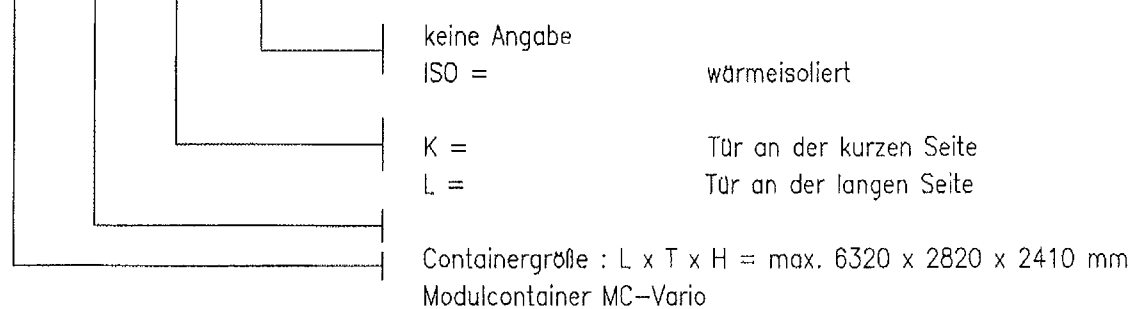 keine Angabe
ISO = wärmeisoliert
K = Tür an der kurzen Seite
L = Tür an der langen Seite
Containergröße : L x T x H = max. 6320 x 2820 x 2410 mm
Modulcontainer MC-Vario